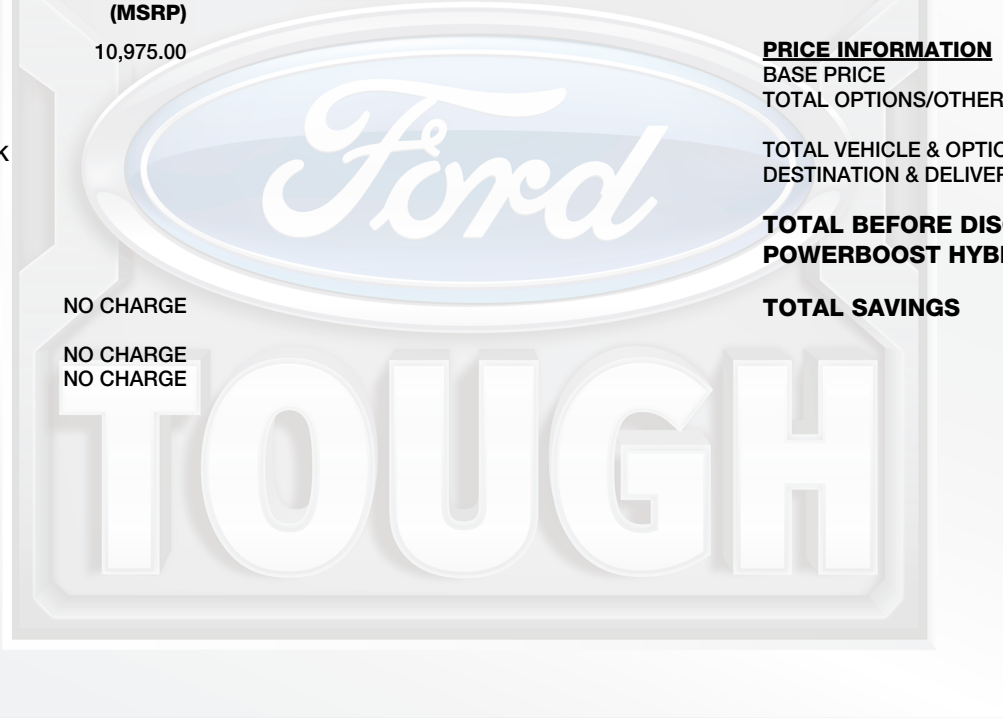 (MSRP)
10,975.00
K
NO CHARGE
NO CHARGE
NO CHARGE
PRICE INFORMATION
BASE PRICE
TOTAL OPTIONS/OTHER
TOTAL VEHICLE & OPTIO
DESTINATION & DELIVER
TOTAL BEFORE DIS
POWERBOOST HYB
TOTAL SAVINGS
Ford
TOUGH